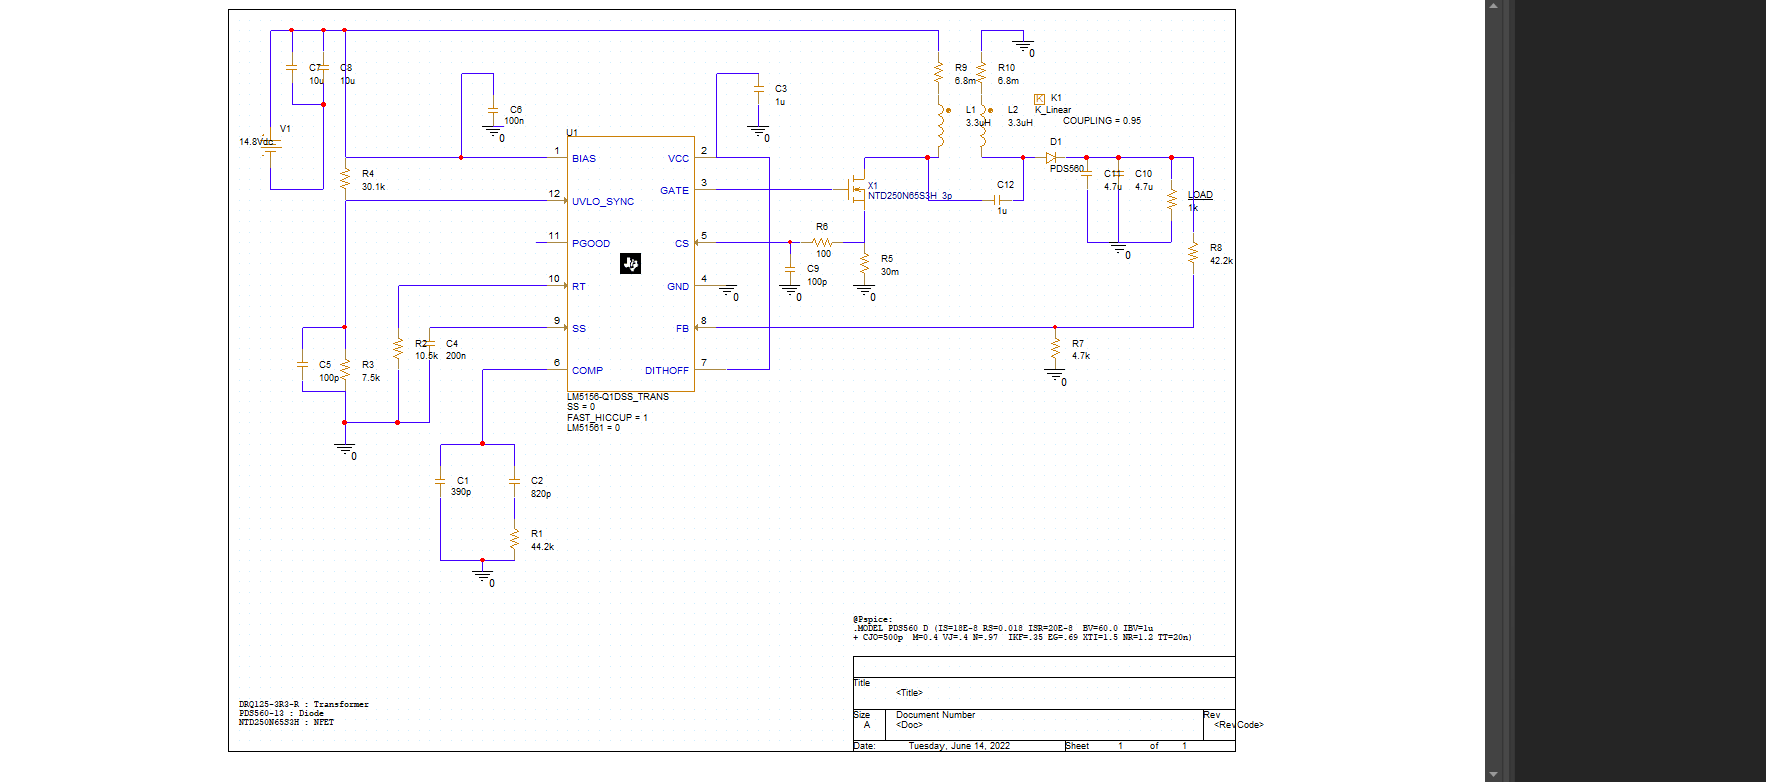 C7
10u
C8
10u
V1
14.8Vdc
R4
30.1k
C6
100n
0
C3
1u
0
R9
6.8m
R10
6.8m
0
L1
3.3uH
L2
3.3uH
K K1
K_Linear
COUPLING = 0.95
D1
PDS560
C11
4.7u
C10
4.7u
LOAD
1k
0
R8
42.2k
C12
1u
X1
NTD250N65S3H_3p
R6
100
C9
100p
0
R5
30m
0
U1
1 BIAS
12 UVLO_SYNC
11 PGOOD
10 RT
9 SS
6 COMP
VCC 2
GATE 3
CS 5
GND 4
0
FB 8
DITHOFF 7
LM5156-Q1DSS_TRANS
SS = 0
FAST_HICCUP = 1
LM51561 = 0
R7
4.7k
0
C5
100p
R3
7.5k
R2
10.5k
C4
200n
0
C1
390p
C2
820p
R1
44.2k
0
@Pspice:
.MODEL PDS560 D (IS=18E-8 RS=0.018 ISR=20E-8 BV=60.0 IBV=1u
+ CJO=500p M=0.4 VJ=.4 N=.97 IKF=.35 EG=.69 XTI=1.5 NR=1.2 TT=20n)
DRQ125-3R3-R : Transformer
PDS560-13 : Diode
NTD250N65S3H : NFET
Title
<Title>
Size
A
Document Number
<Doc>
Rev
<RevCode>
Date: Tuesday, June 14, 2022
Sheet 1 of 1